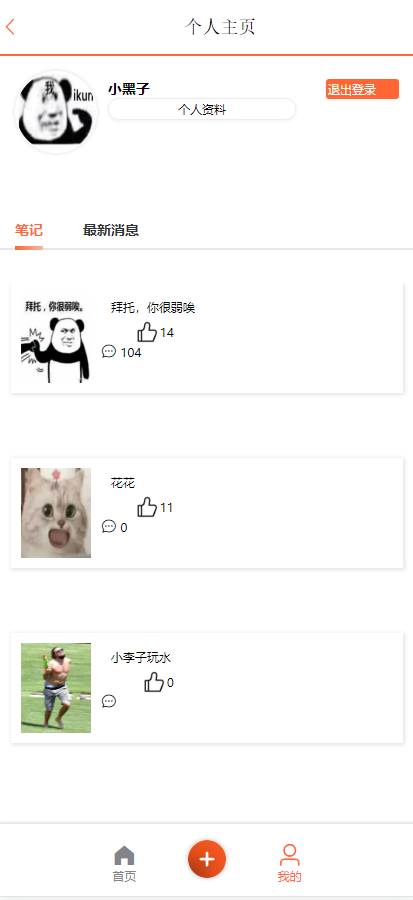 个人主页
我
ikun
小黑子
个人资料
退出登录
笔记
最新消息
拜托，你很弱唉。
拜托，你很弱唉
14
104
花花
11
0
小李子玩水
0
首页
我的